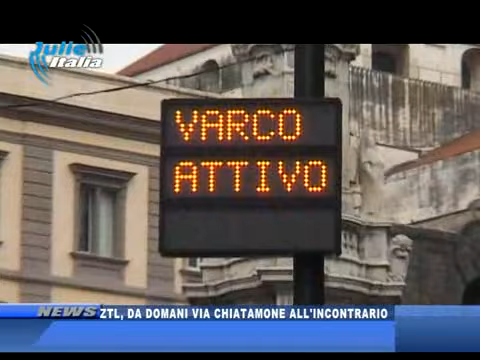 Julie
Italia
VARCO
ATTIVO
NEWS ZTL, DA DOMANI VIA CHIATAMONE ALL'INCONTRARIO